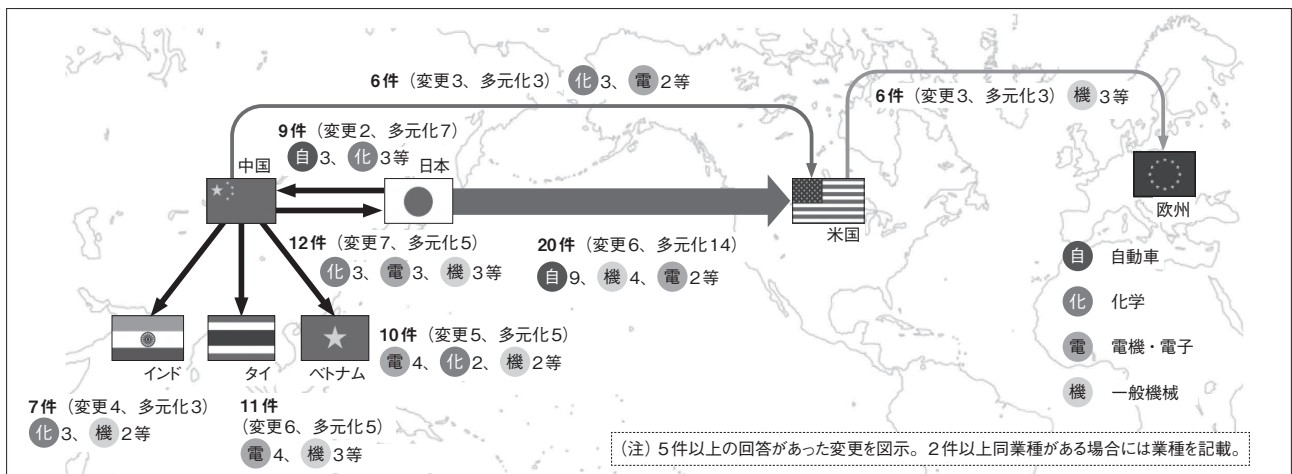 6件（変更3、多元化3） 化3、電2等
6件（変更3、多元化3） 機3等
9件（変更2、多元化7）
自3、化3等
中国
日本
米国
欧州
12件（変更7、多元化5）
化3、電3、機3等
20件（変更6、多元化14）
自9、機4、電2等
自 自動車
化 化学
電 電機・電子
機 一般機械
インド
タイ
ベトナム
10件（変更5、多元化5）
電4、化2、機2等
7件（変更4、多元化3）
化3、機2等
11件
（変更6、多元化5）
電4、機3等
（注）5件以上の回答があった変更を図示。2件以上同業種がある場合には業種を記載。